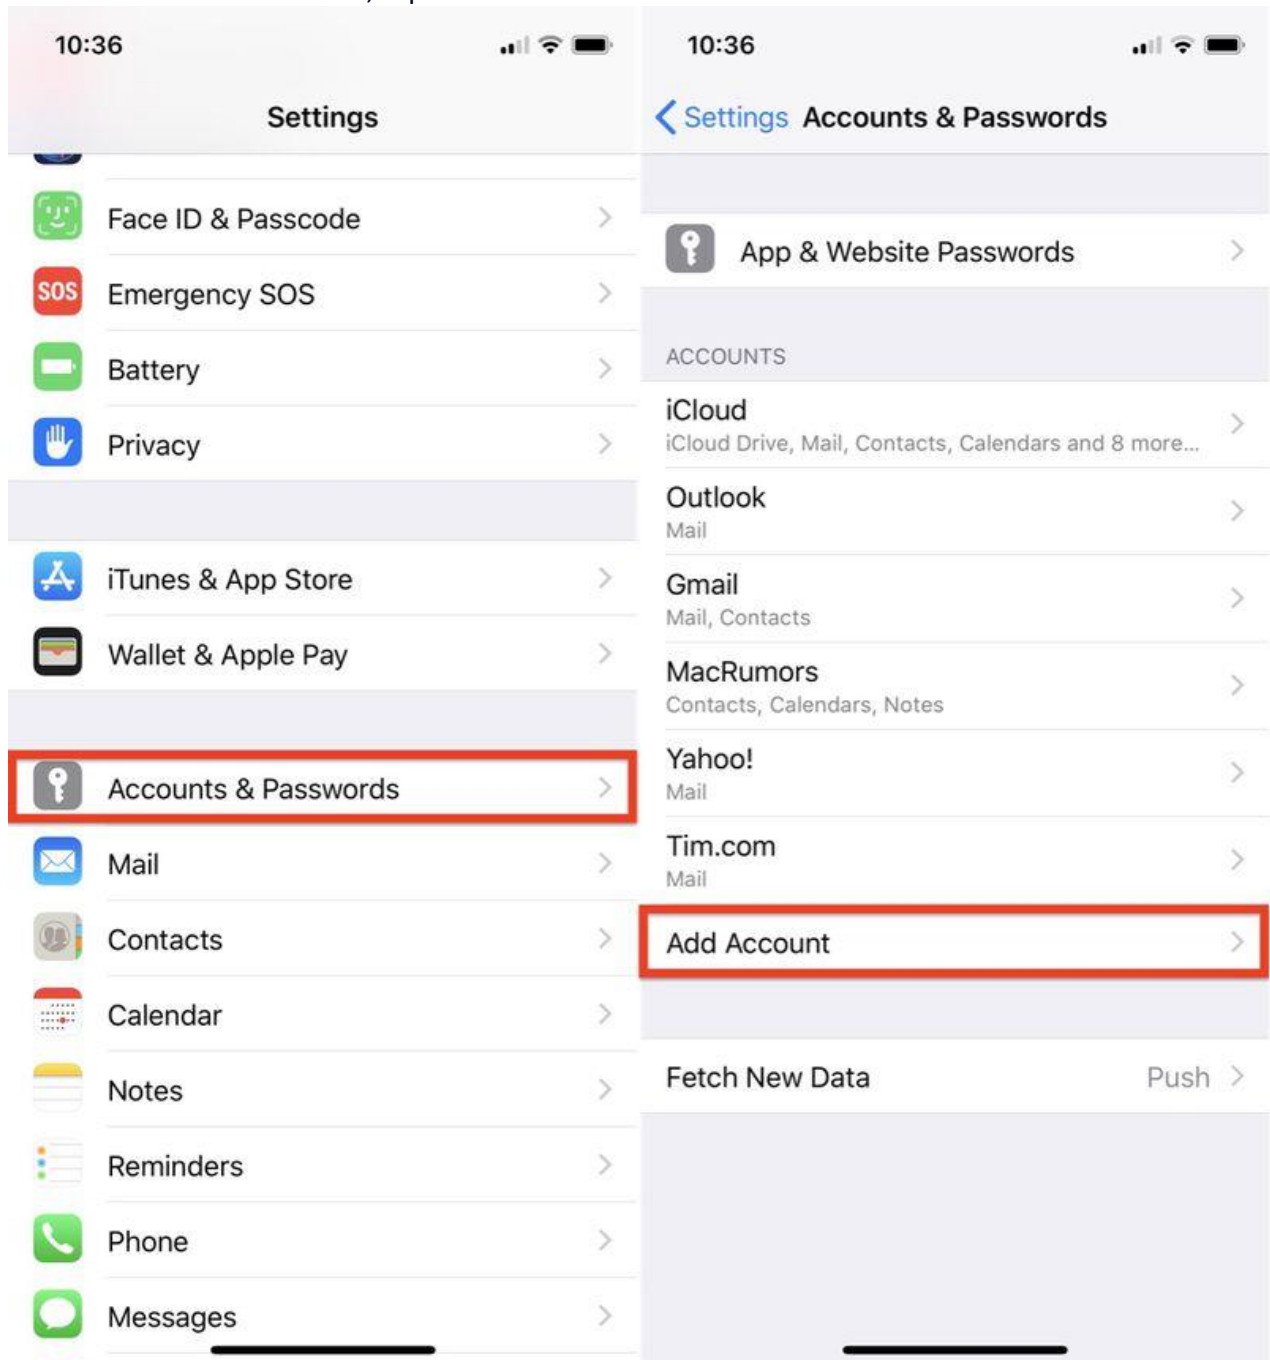 10:36
Settings
Face ID & Passcode
SOS
Emergency SOS
Battery
Privacy
iTunes & App Store
Wallet & Apple Pay
Accounts & Passwords
Mail
Contacts
Calendar
Notes
Reminders
Phone
Messages
10:36
Settings Accounts & Passwords
App & Website Passwords
ACCOUNTS
iCloud
iCloud Drive, Mail, Contacts, Calendars and 8 more...
Outlook
Mail
Gmail
Mail, Contacts
MacRumors
Contacts, Calendars, Notes
Yahoo!
Mail
Tim.com
Mail
Add Account
Fetch New Data Push